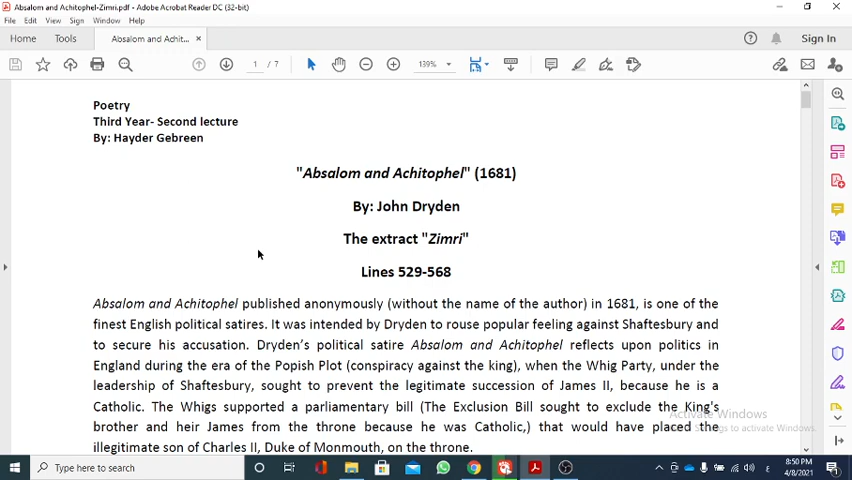 Absalom and Achitophel-Zimri.pdf - Adobe Acrobat Reader DC (32-bit)
File Edit View Sign Window Help
Home Tools Absalom and Achit... × Sign In
1 / 7 139%
Poetry
Third Year- Second lecture
By: Hayder Gebreen
"Absalom and Achitophel" (1681)
By: John Dryden
The extract "Zimri"
Lines 529-568
Absalom and Achitophel published anonymously (without the name of the author) in 1681, is one of the
finest English political satires. It was intended by Dryden to rouse popular feeling against Shaftesbury and
to secure his accusation. Dryden's political satire Absalom and Achitophel reflects upon politics in
England during the era of the Popish Plot (conspiracy against the king), when the Whig Party, under the
leadership of Shaftesbury, sought to prevent the legitimate succession of James II, because he is a
Catholic. The Whigs supported a parliamentary bill (The Exclusion Bill sought to exclude the King's
brother and heir James from the throne because he was Catholic,) that would have placed the
illegitimate son of Charles II, Duke of Monmouth, on the throne.
Activate Windows
Go to Settings to activate Windows.
Type here to search
8:50 PM
4/8/2021